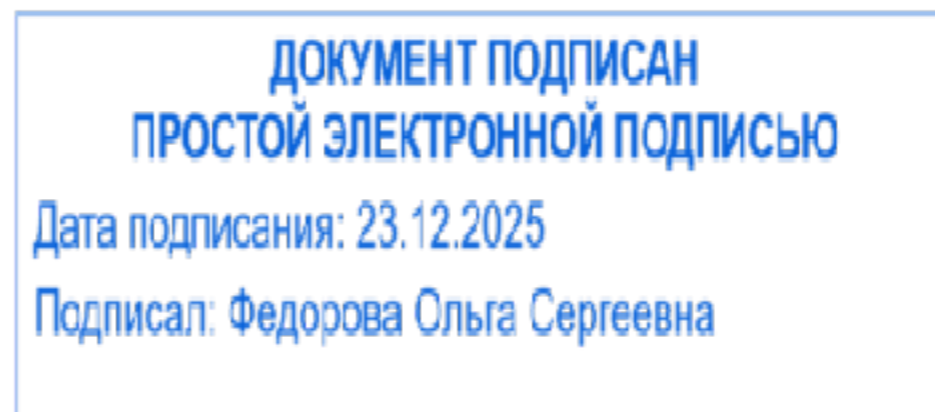 ДОКУМЕНТ ПОДПИСАН
ПРОСТОЙ ЭЛЕКТРОННОЙ ПОДПИСЬЮ
Дата подписания: 23.12.2025
Подписал: Федорова Ольга Сергеевна